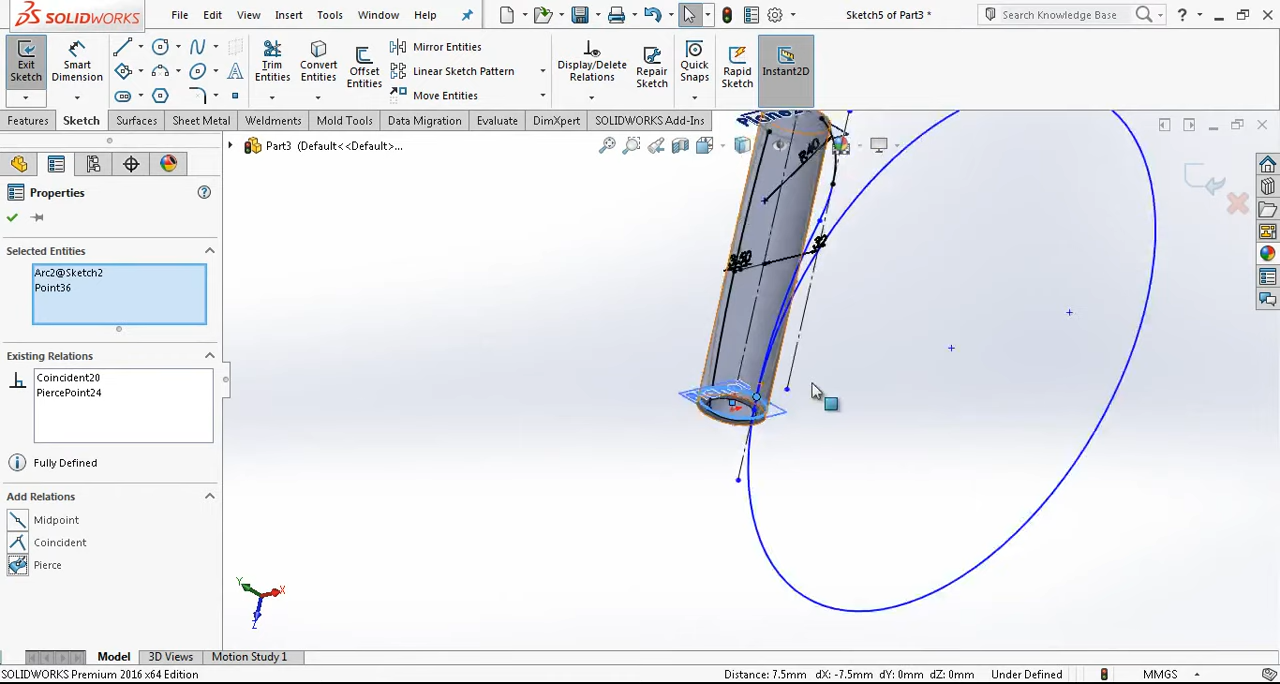 SOLIDWORKS
File Edit View Insert Tools Window Help
Sketch5 of Part3 *
Search Knowledge Base
Exit Sketch
Smart Dimension
Trim Entities
Convert Entities
Offset Entities
Mirror Entities
Linear Sketch Pattern
Move Entities
Display/Delete Relations
Repair Sketch
Quick Snaps
Rapid Sketch
Instant2D
Features Sketch Surfaces Sheet Metal Weldments Mold Tools Data Migration Evaluate DimXpert SOLIDWORKS Add-Ins
Part3 (Default<<Default>...
Properties
Selected Entities
Arc2@Sketch2
Point36
Existing Relations
Coincident20
PiercePoint24
Fully Defined
Add Relations
Midpoint
Coincident
Pierce
R40
Y
X
Z
Model 3D Views Motion Study 1
SOLIDWORKS Premium 2016 x64 Edition
Distance: 7.5mm dX: -7.5mm dY: 0mm dZ: 0mm
Under Defined
MMGS